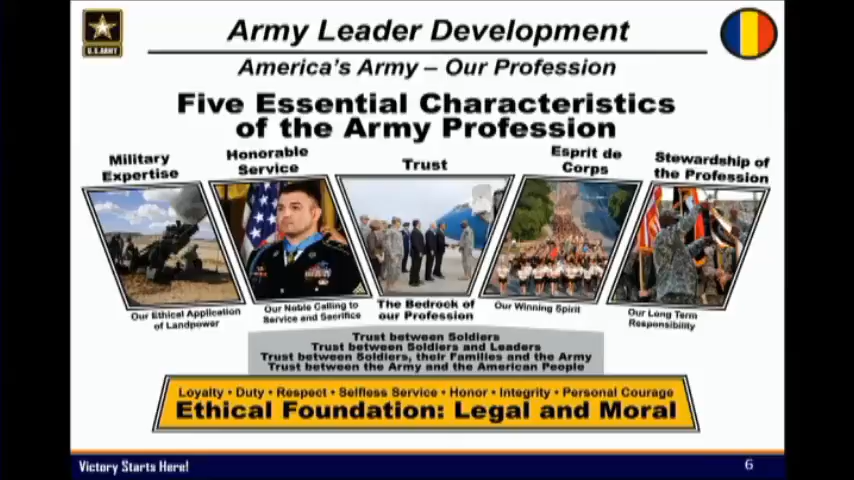 U.S.ARMY
Army Leader Development
America's Army – Our Profession
Five Essential Characteristics
of the Army Profession
Military
Expertise
Honorable
Service
Trust
Esprit de
Corps
Stewardship of
the Profession
Our Ethical Application
of Landpower
Our Noble Calling to
Service and Sacrifice
The Bedrock of
our Profession
Our Winning Spirit
Our Long Term
Responsibility
Trust between Soldiers
Trust between Soldiers and Leaders
Trust between Soldiers, their Families and the Army
Trust between the Army and the American People
Loyalty • Duty • Respect • Selfless Service • Honor • Integrity • Personal Courage
Ethical Foundation: Legal and Moral
Victory Starts Here!
6